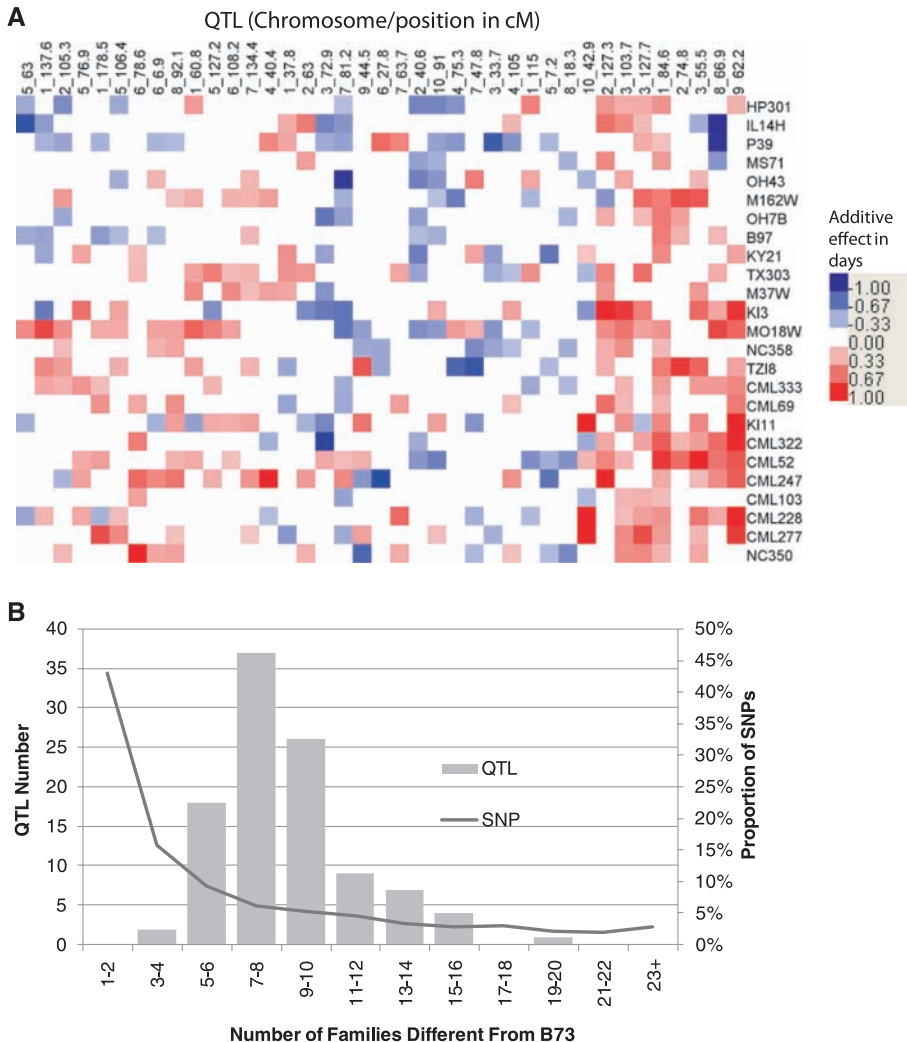 A
QTL (Chromosome/position in cM)
5_63
1_137.6
2_105.3
5_76.9
1_178.5
5_106.4
6_78.6
6_6.9
8_92.1
1_60.8
5_127.2
6_108.2
7_134.4
4_40.4
1_37.8
2_63
3_72.9
7_81.2
9_44.5
6_27.8
7_63.7
2_40.6
10_91
4_75.3
7_47.8
3_33.7
4_105
1_115
5_7.2
8_18.3
10_42.9
2_127.3
3_103.7
3_127.7
1_84.6
2_74.8
3_55.5
8_66.9
9_62.2
HP301
IL14H
P39
MS71
OH43
M162W
OH7B
B97
KY21
TX303
M37W
KI3
MO18W
NC358
TZI8
CML333
CML69
KI11
CML322
CML52
CML247
CML103
CML228
CML277
NC350
Additive
effect in
days
-1.00
-0.67
-0.33
0.00
0.33
0.67
1.00
B
40
35
30
25
20
15
10
5
0
QTL Number
50%
45%
40%
35%
30%
25%
20%
15%
10%
5%
0%
Proportion of SNPs
QTL
SNP
1-2
3-4
5-6
7-8
9-10
11-12
13-14
15-16
17-18
19-20
21-22
23+
Number of Families Different From B73